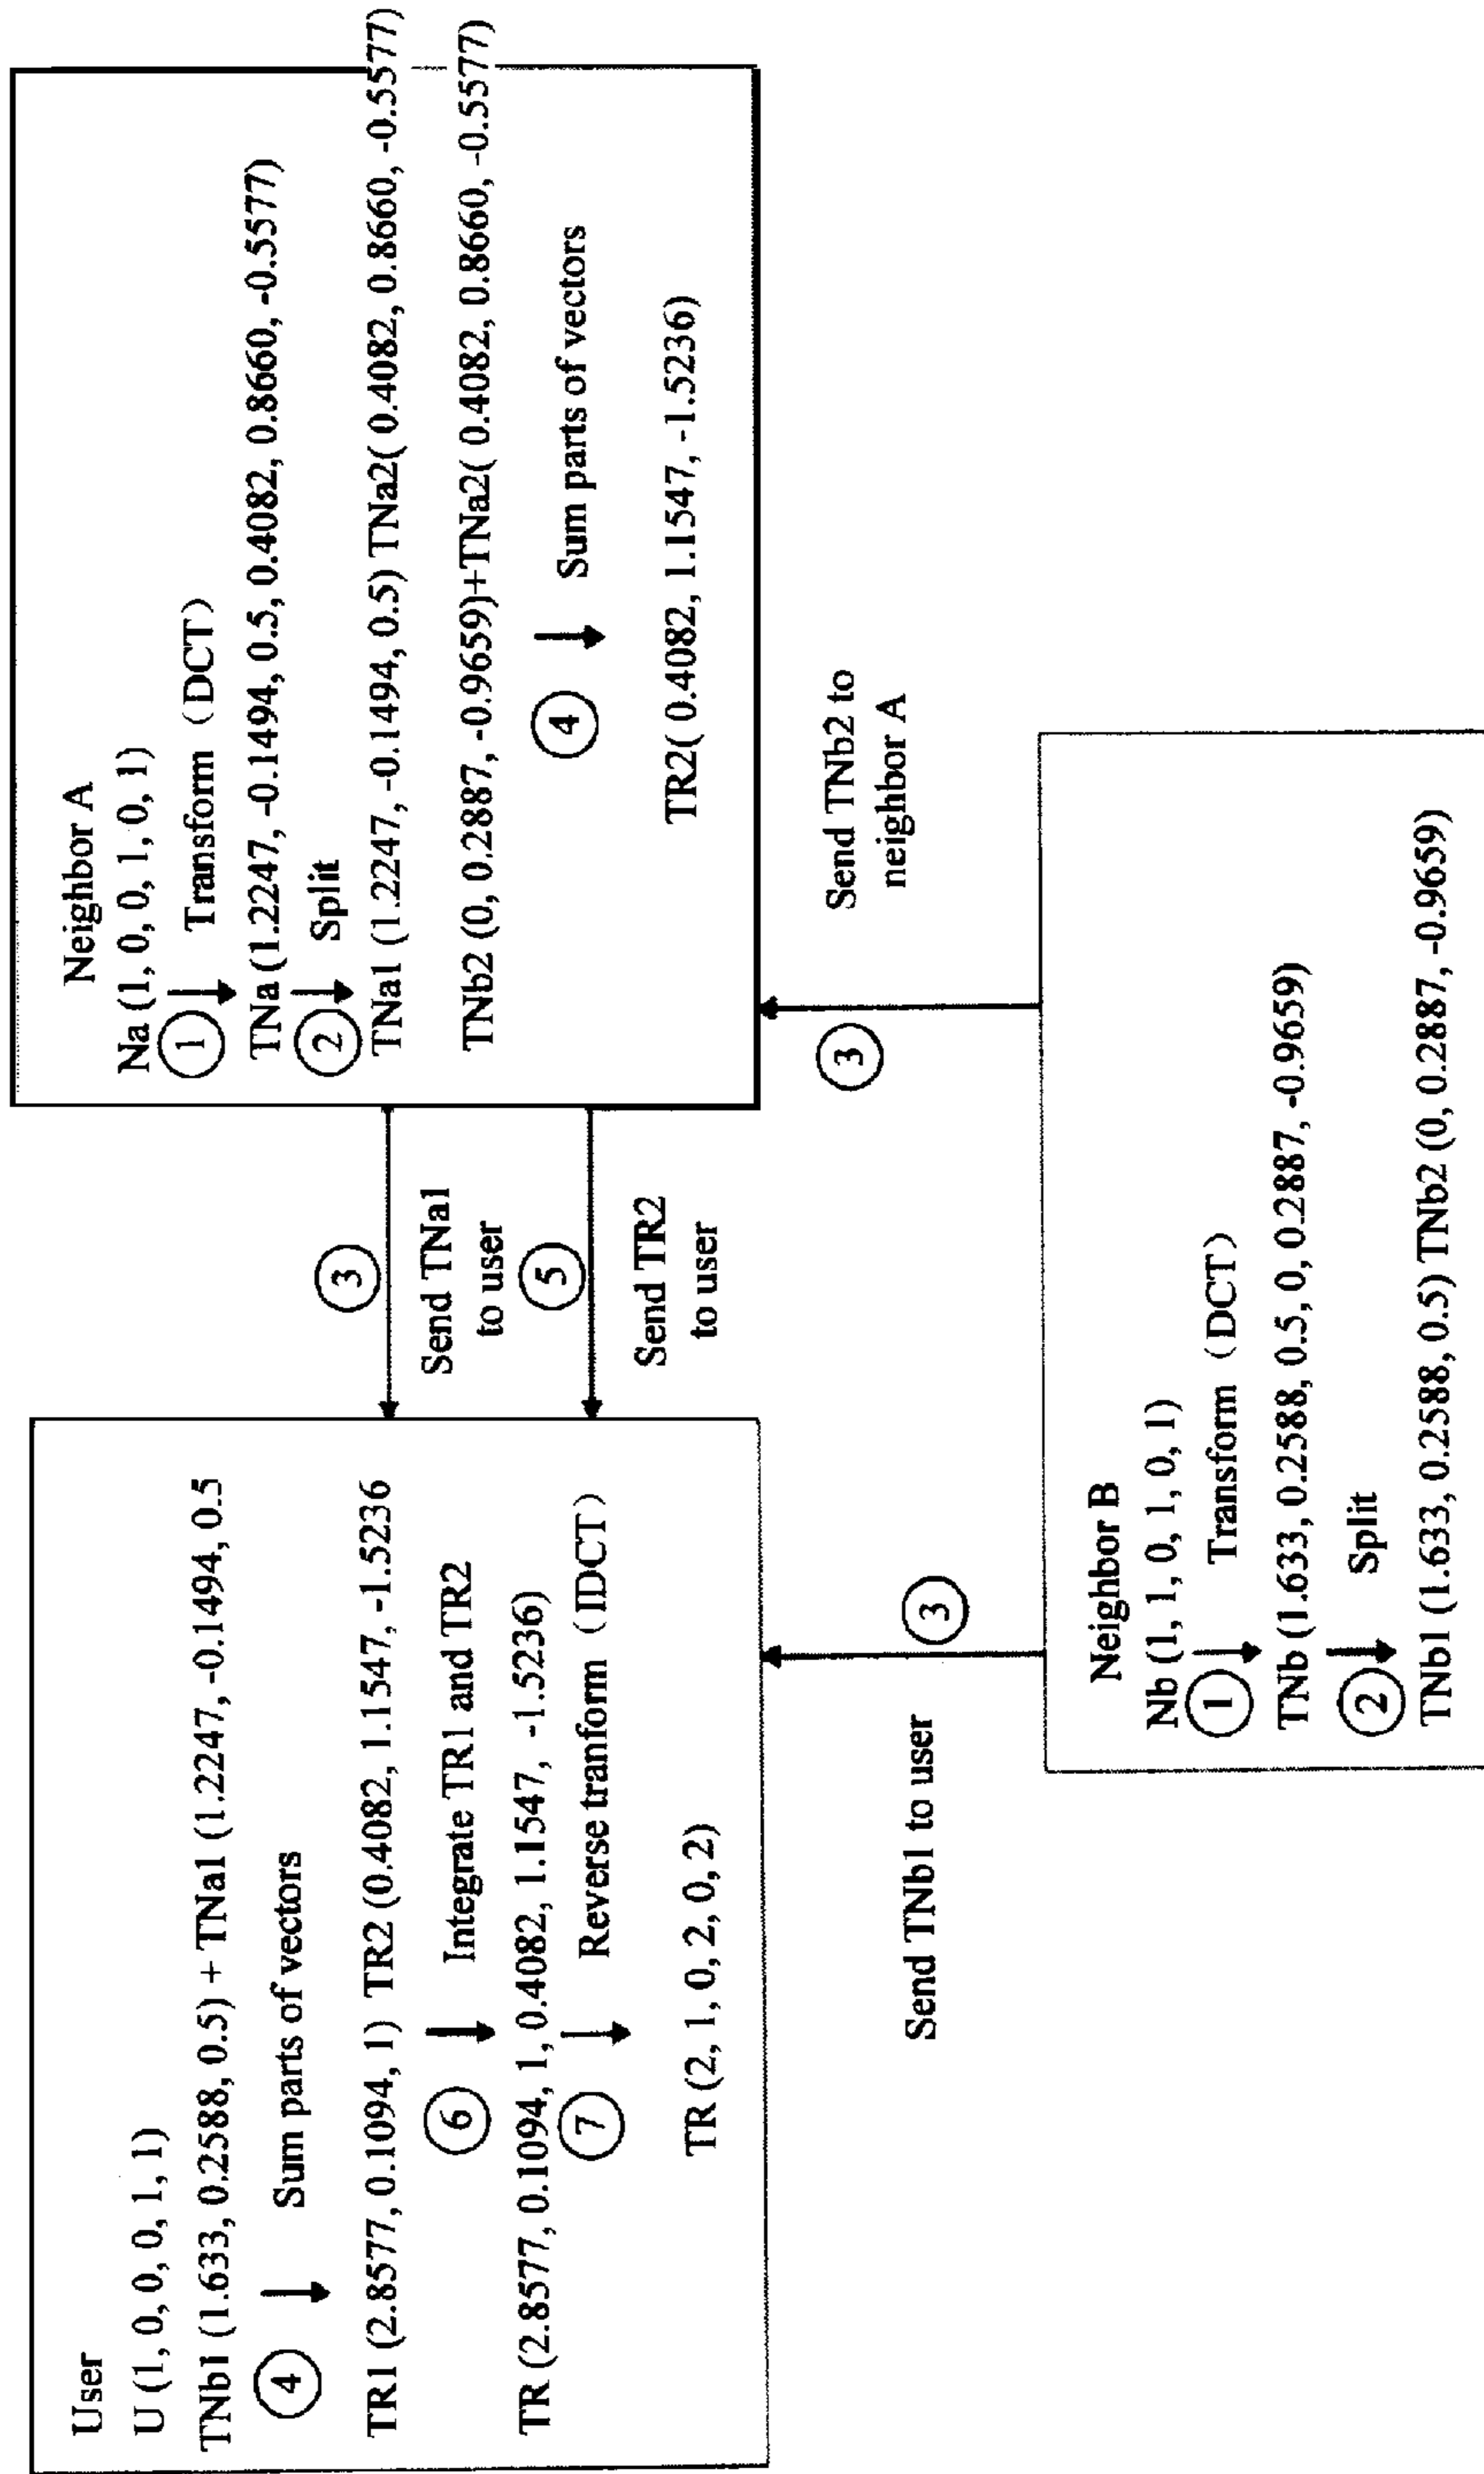 User
U (1, 0, 0, 0, 1, 1)
TNb1 (1.633, 0.2588, 0.5) + TNa1 (1.2247, -0.1494, 0.5
④ Sum parts of vectors
TR1 (2.8577, 0.1094, 1) TR2 (0.4082, 1.1547, -1.5236
⑥ Integrate TR1 and TR2
TR (2.8577, 0.1094, 1, 0.4082, 1.1547, -1.5236)
⑦ Reverse tranform (IDCT)
TR (2, 1, 0, 2, 0, 2)
③
Send TNa1
to user
⑤
Send TR2
to user
Neighbor A
Na (1, 0, 0, 1, 0, 1)
① Transform (DCT)
TNa (1.2247, -0.1494, 0.5, 0.4082, 0.8660, -0.5577)
② Split
TNa1 (1.2247, -0.1494, 0.5) TNa2( 0.4082, 0.8660, -0.5577)
TNb2 (0, 0.2887, -0.9659)+TNa2( 0.4082, 0.8660, -0.5577)
④ Sum parts of vectors
TR2( 0.4082, 1.1547, -1.5236)
Send TNb1 to user
③
③
Send TNb2 to
neighbor A
Neighbor B
Nb (1, 1, 0, 1, 0, 1)
① Transform (DCT)
TNb (1.633, 0.2588, 0.5, 0, 0.2887, -0.9659)
② Split
TNb1 (1.633, 0.2588, 0.5) TNb2 (0, 0.2887, -0.9659)